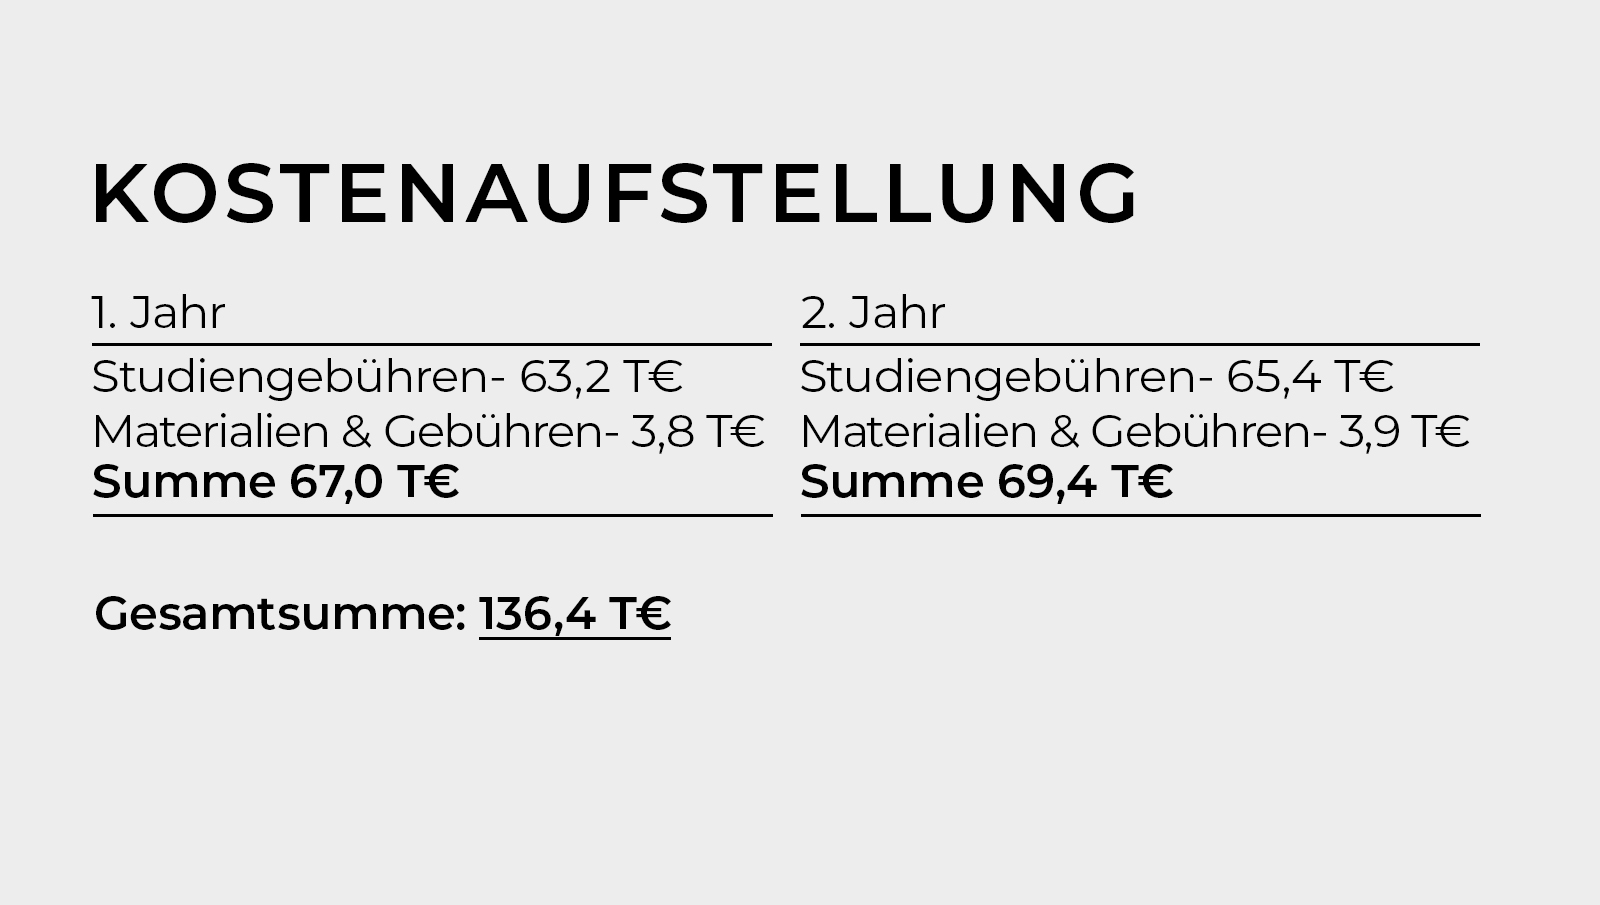 KOSTENAUFSTELLUNG
1. Jahr
Studiengebühren- 63,2 T€
Materialien & Gebühren- 3,8 T€
Summe 67,0 T€
2. Jahr
Studiengebühren- 65,4 T€
Materialien & Gebühren- 3,9 T€
Summe 69,4 T€
Gesamtsumme: 136,4 T€